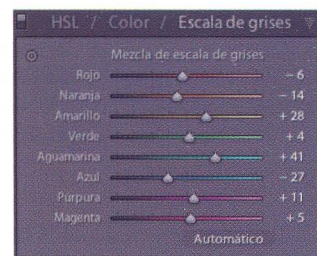 HSL / Color / Escala de grises
Mezcla de escala de grises
Rojo - 6
Naranja - 14
Amarillo + 28
Verde + 4
Aguamarina + 41
Azul - 27
Púrpura + 11
Magenta + 5
Automático